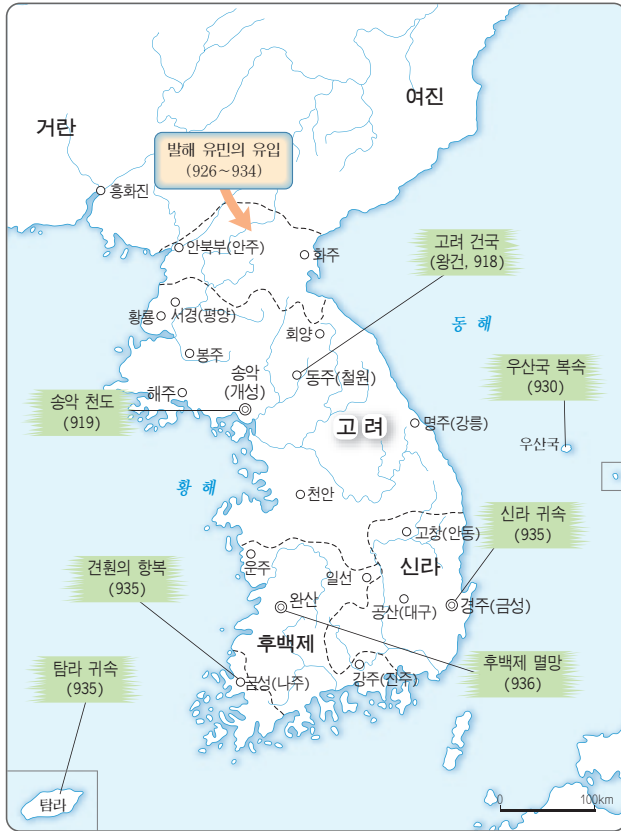 여진
거란
발해 유민의 유입
(926~934)
흥화진
안북부(안주)
화주
고려 건국
(왕건, 918)
황룡
서경(평양)
회양
동 해
봉주
송악
(개성)
동주(철원)
우산국 복속
(930)
해주
송악 천도
(919)
고 려
명주(강릉)
우산국
황 해
천안
신라 귀속
(935)
고창(안동)
운주
신라
견훤의 항복
(935)
일선
완산
공산(대구)
경주(금성)
후백제
후백제 멸망
(936)
탐라 귀속
(935)
금성(나주)
강주(진주)
탐라
0
100km